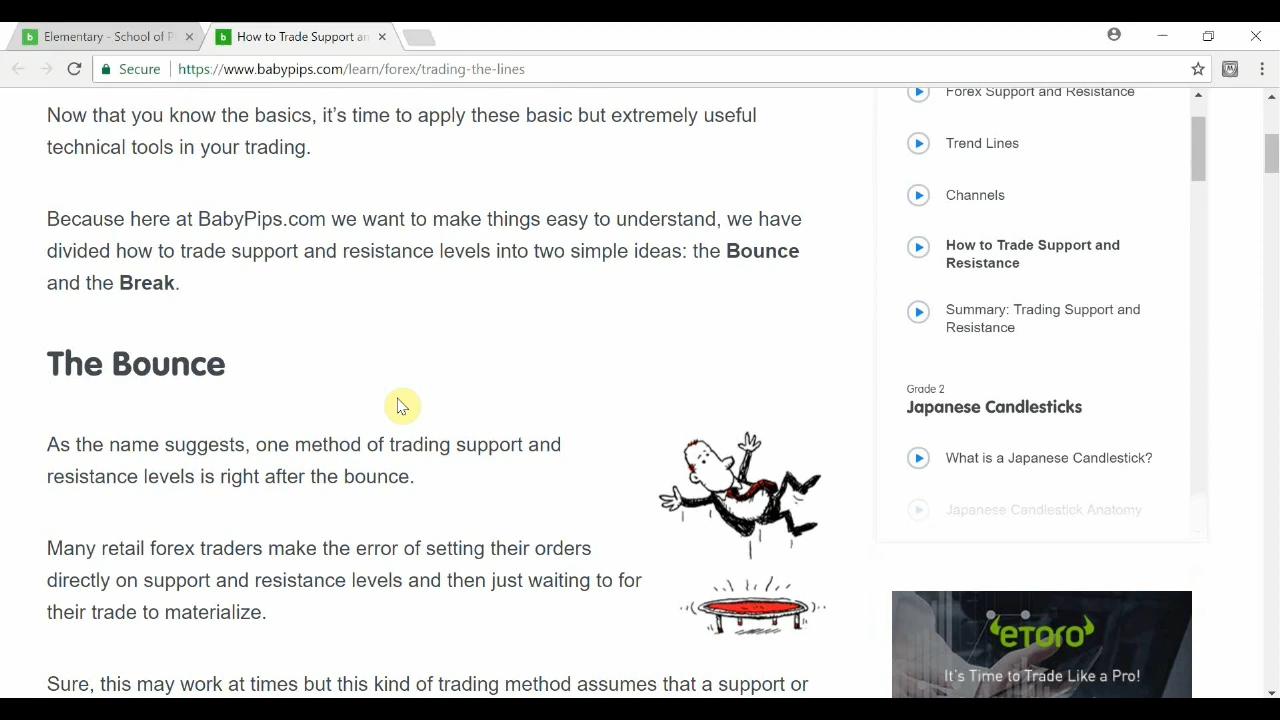 Elementary - School of P
How to Trade Support an
Secure
https://www.babypips.com/learn/forex/trading-the-lines
Now that you know the basics, it's time to apply these basic but extremely useful
technical tools in your trading.
Because here at BabyPips.com we want to make things easy to understand, we have
divided how to trade support and resistance levels into two simple ideas: the Bounce
and the Break.
The Bounce
As the name suggests, one method of trading support and
resistance levels is right after the bounce.
Many retail forex traders make the error of setting their orders
directly on support and resistance levels and then just waiting to for
their trade to materialize.
Sure, this may work at times but this kind of trading method assumes that a support or
Forex Support and Resistance
Trend Lines
Channels
How to Trade Support and
Resistance
Summary: Trading Support and
Resistance
Grade 2
Japanese Candlesticks
What is a Japanese Candlestick?
Japanese Candlestick Anatomy
eToro
It's Time to Trade Like a Pro!